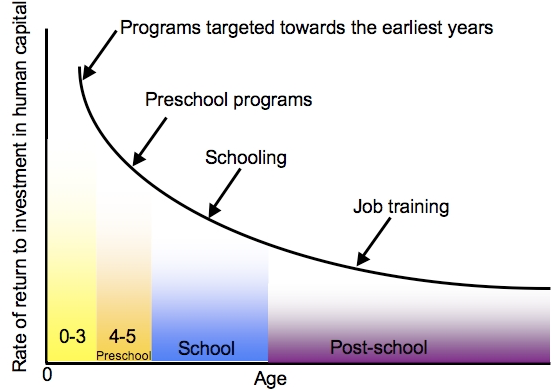 Programs targeted towards the earliest years
Preschool programs
Schooling
Job training
Rate of return to investment in human capital
0-3
4-5
Preschool
School
Post-school
0
Age